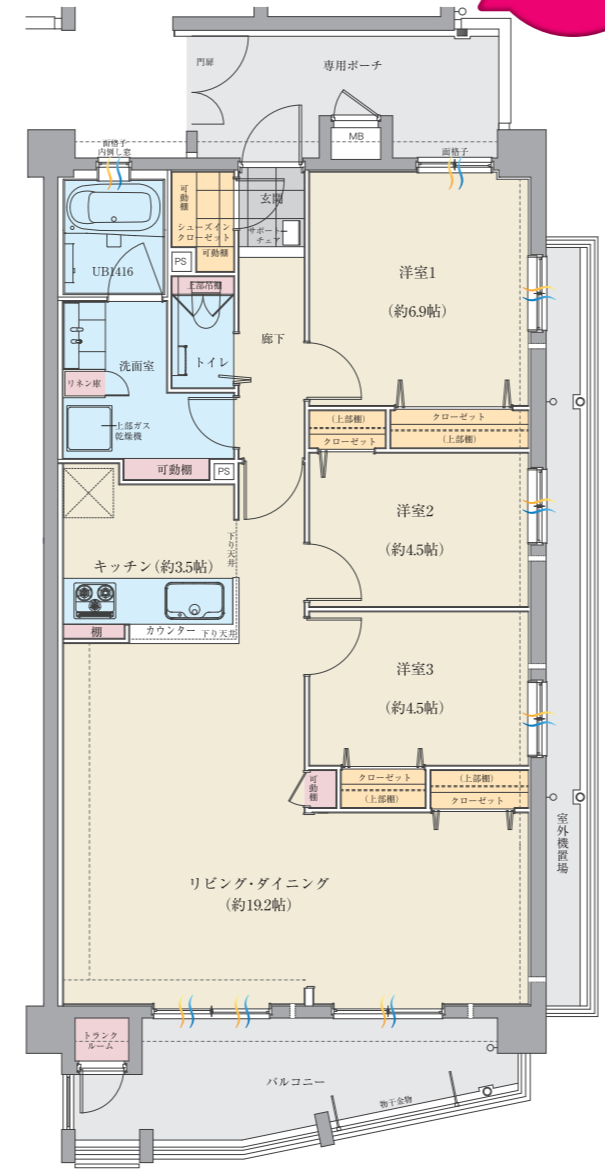 門扉
専用ポーチ
MB
面格子
内倒し窓
面格子
可動棚
玄関
シューズイン
クローゼット
サポート
チェア
可動棚
UB1416
PS
洋室1
(約6.9帖)
上部吊棚
廊下
洗面室
トイレ
リネン庫
上部ガス
乾燥機
(上部棚)
クローゼット
クローゼット
(上部棚)
可動棚
PS
洋室2
(約4.5帖)
下り天井
キッチン(約3.5帖)
棚
カウンター
下り天井
洋室3
(約4.5帖)
可動棚
クローゼット
(上部棚)
(上部棚)
クローゼット
室外機置場
リビング・ダイニング
(約19.2帖)
トランク
ルーム
バルコニー
物干金物